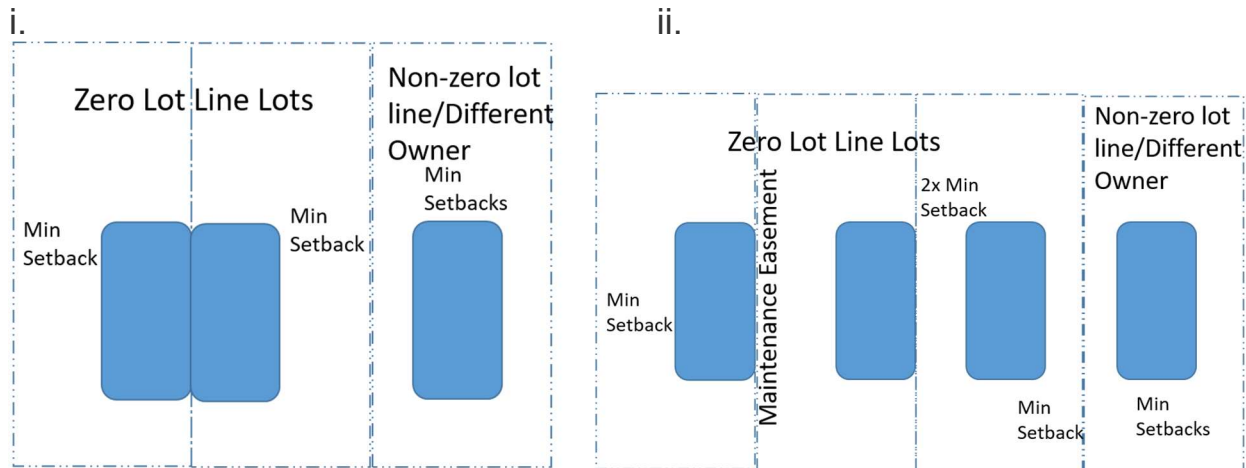 i.
Zero Lot Line Lots
Non-zero lot
line/Different
Owner
Min
Setbacks
Min
Setback
Min
Setback
ii.
Zero Lot Line Lots
Non-zero lot
line/Different
Owner
Maintenance Easement
2x Min
Setback
Min
Setback
Min
Setback
Min
Setbacks